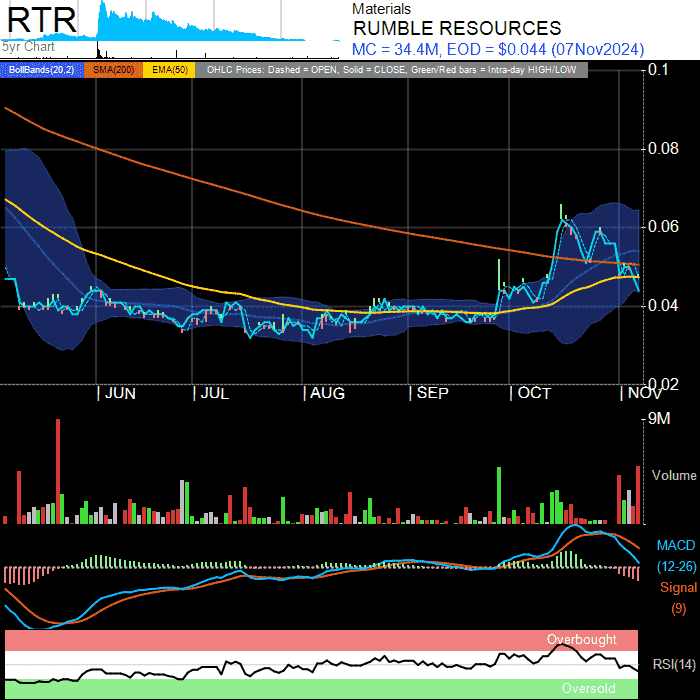 RTR
5yr Chart
Materials
RUMBLE RESOURCES
MC = 34.4M, EOD = $0.044 (07Nov2024)
BollBands(20,2) SMA(200) EMA(50) OHLC Prices: Dashed = OPEN, Solid = CLOSE, Green/Red bars = Intra-day HIGH/LOW
0.1
0.08
0.06
0.04
0.02
JUN JUL AUG SEP OCT NOV
9M
Volume
MACD
(12-26)
Signal
(9)
Overbought
RSI(14)
Oversold